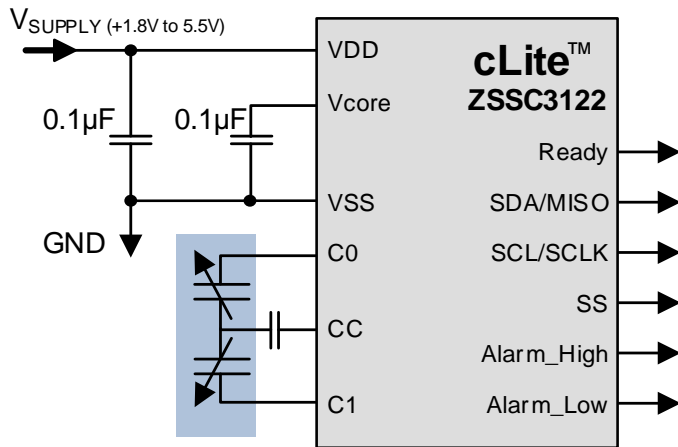 VSUPPLY (+1.8V to 5.5V)
VDD
cLite™
ZSSC3122
Vcore
0.1µF
0.1µF
Ready
VSS
SDA/MISO
GND
C0
SCL/SCLK
SS
CC
Alarm_High
C1
Alarm_Low